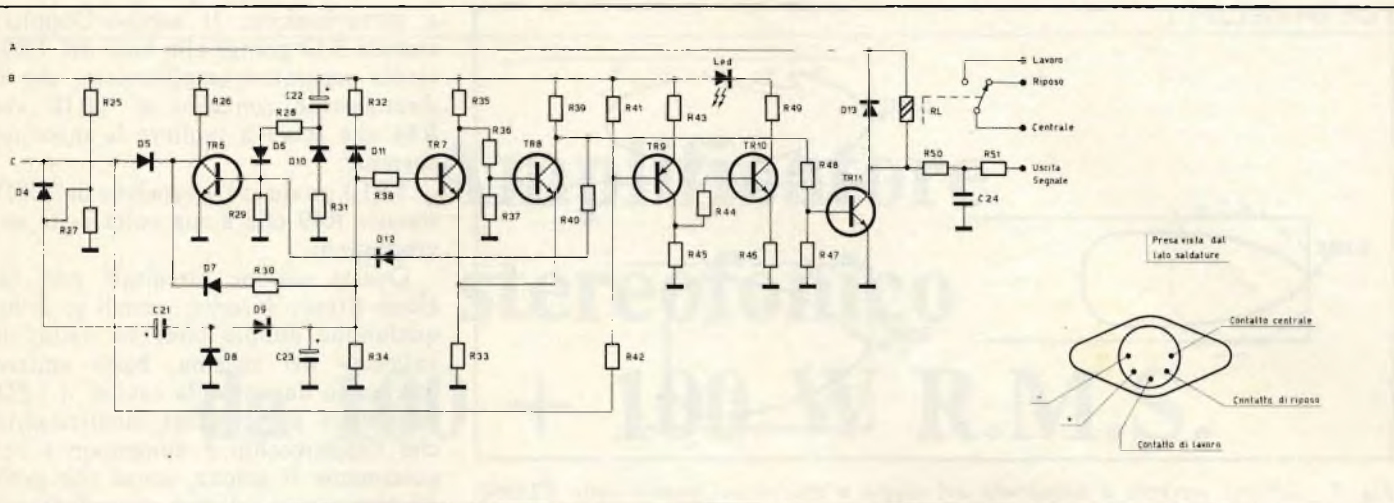 A
B
C
R25
R26
C22
+
R28
R32
R35
R36
R39
R41
R43
Led
R49
D13
RL
Lavoro
Riposo
Centrale
Uscita
Segnale
D5
TR6
D6
D10
D11
TR7
TR8
TR9
TR10
R48
TR11
R50
R51
C24
D4
R27
R29
R31
R38
R37
R40
R44
R45
R46
R47
D12
D7
R30
C21
+
D9
D8
C23
+
R34
R33
R42
Presa vista dal
lato saldature
Contatto centrale
Contatto di riposo
Contatto di lavoro
-
+
stereofonico
+ 100 W R.M.S.